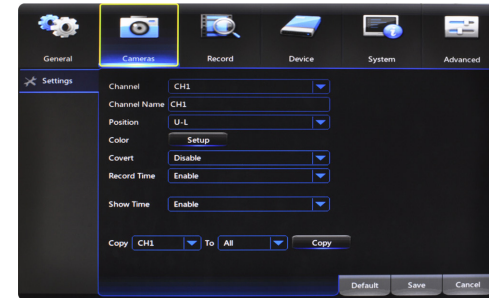 General Cameras Record Device System Advanced
Settings
Channel CH1
Channel Name CH1
Position U-L
Color Setup
Covert Disable
Record Time Enable
Show Time Enable
Copy CH1 To All Copy
Default Save Cancel